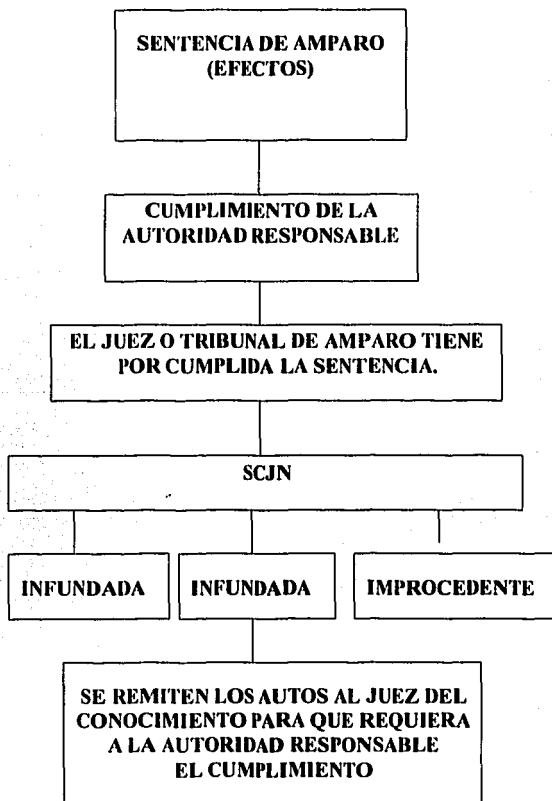 SENTENCIA DE AMPARO
(EFECTOS)
CUMPLIMIENTO DE LA
AUTORIDAD RESPONSABLE
EL JUEZ O TRIBUNAL DE AMPARO TIENE
POR CUMPLIDA LA SENTENCIA.
SCJN
INFUNDADA
INFUNDADA
IMPROCEDENTE
SE REMITEN LOS AUTOS AL JUEZ DEL
CONOCIMIENTO PARA QUE REQUIERA
A LA AUTORIDAD RESPONSABLE
EL CUMPLIMIENTO